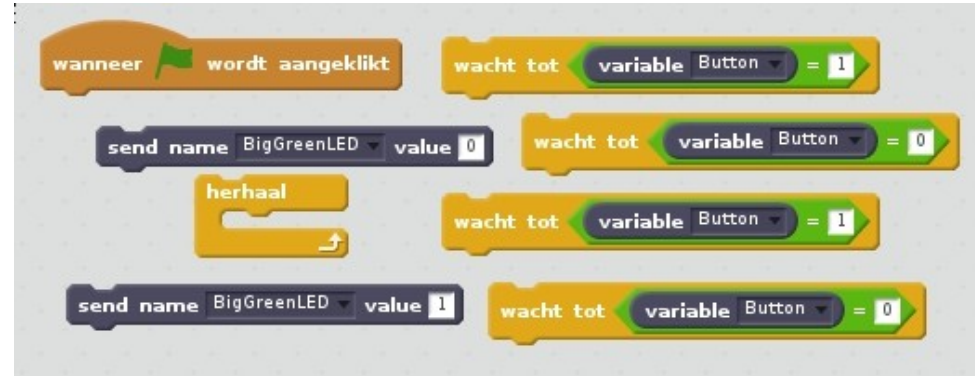 wanneer wordt aangeklikt
wacht tot variable Button = 1
send name BigGreenLED value 0
wacht tot variable Button = 0
herhaal
wacht tot variable Button = 1
send name BigGreenLED value 1
wacht tot variable Button = 0